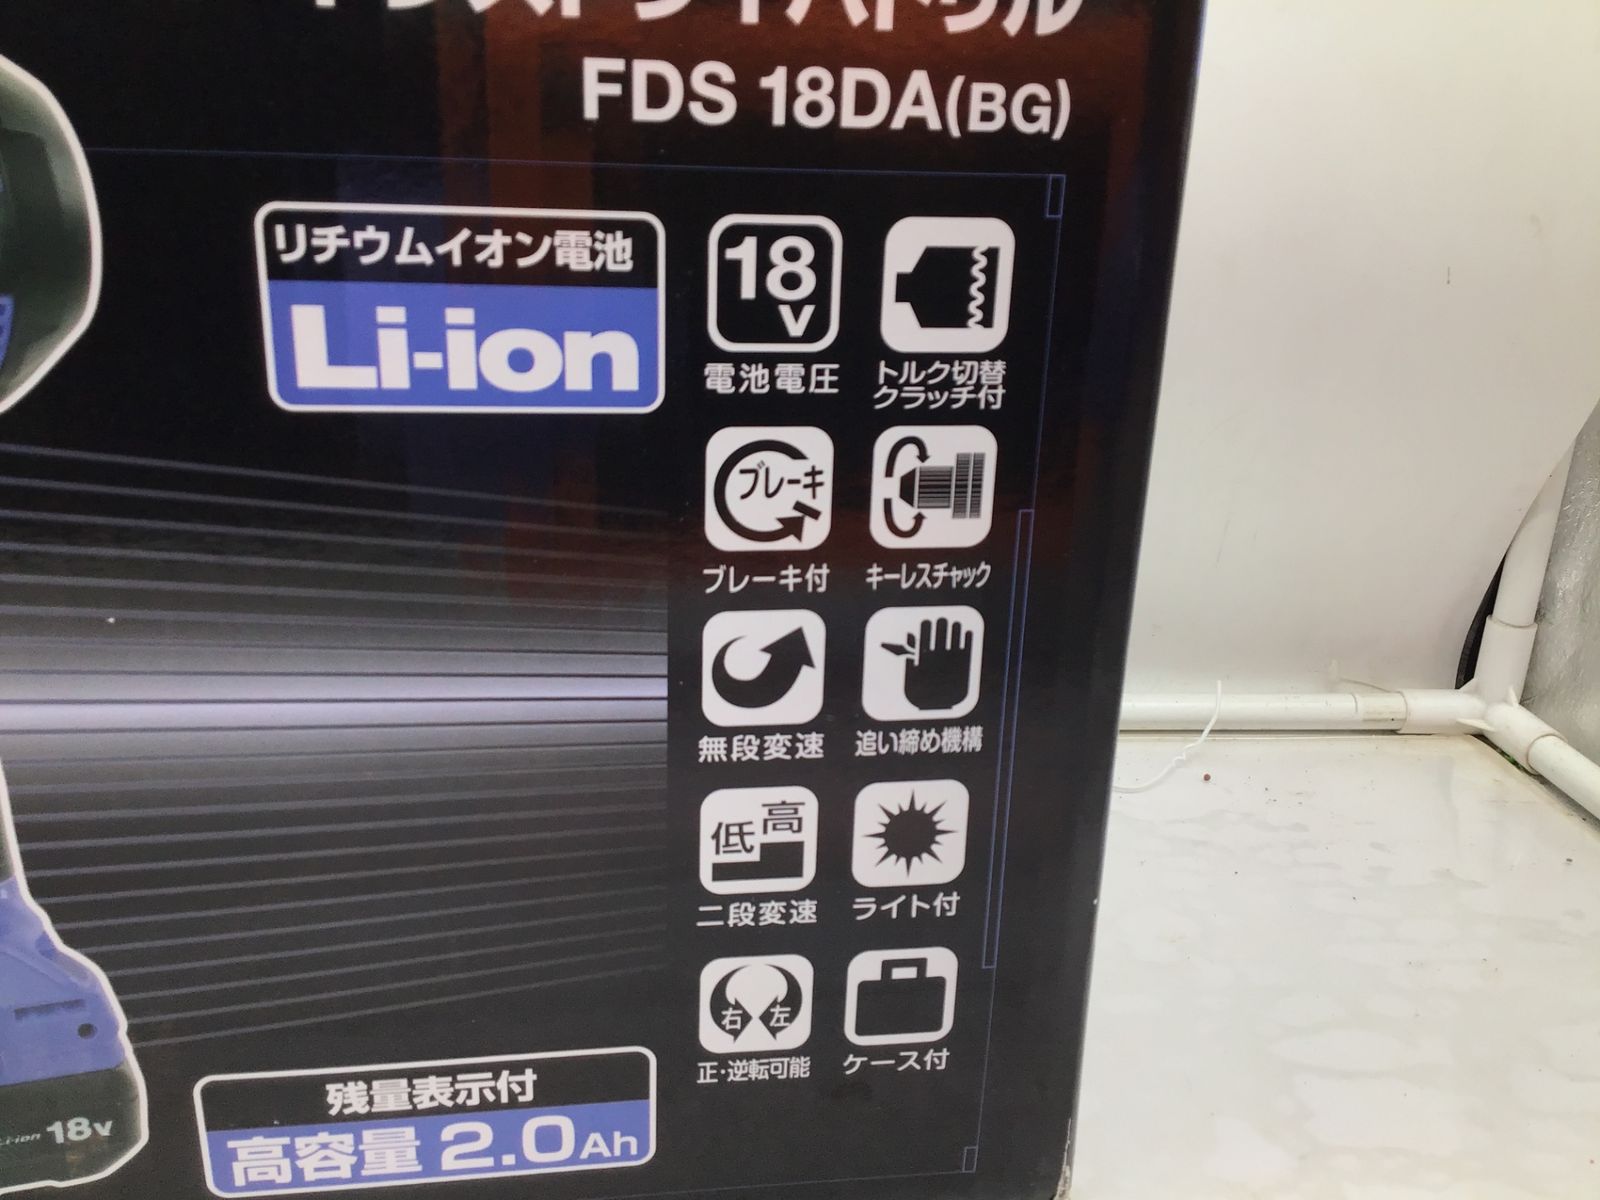 FDS 18DA(BG)
リチウムイオン電池
Li-ion
18
V
電池電圧
トルク切替
クラッチ付
ブレーキ
ブレーキ付
キーレスチャック
無段変速
追い締め機構
低 高
二段変速
ライト付
右 左
正・逆転可能
ケース付
残量表示付
高容量 2.0Ah
Li-ion 18V